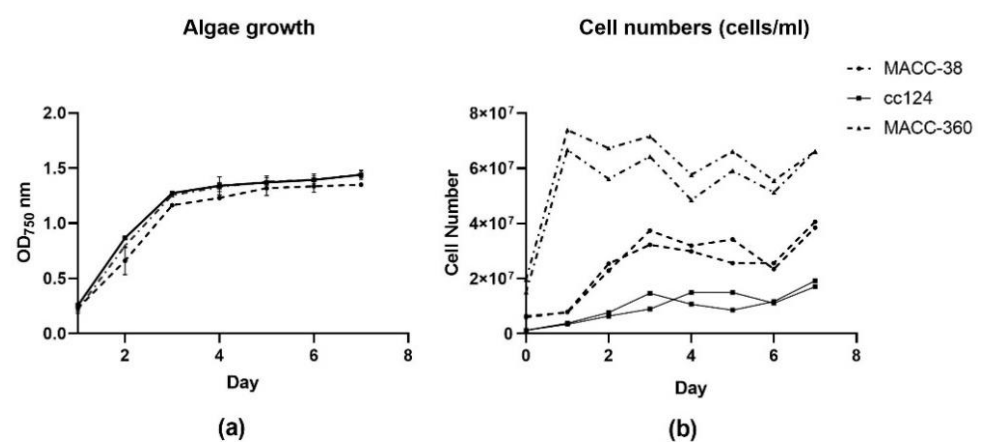 Algae growth
2.0
1.5
1.0
0.5
0.0
OD₇₅₀ nm
2
4
6
8
Day
(a)
Cell numbers (cells/ml)
8×10⁷
6×10⁷
4×10⁷
2×10⁷
0
Cell Number
0
2
4
6
8
Day
(b)
MACC-38
cc124
MACC-360